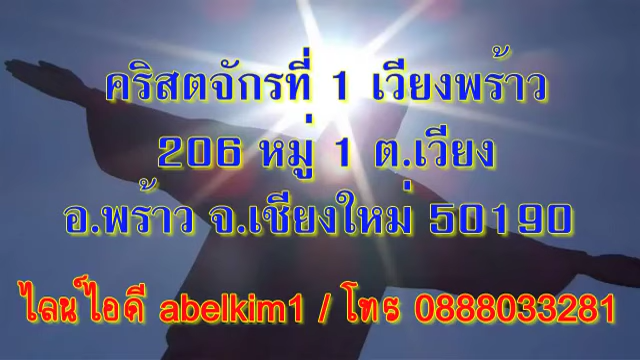 คริสตจักรที่ 1 เวียงพร้าว
206 หมู่ 1 ต.เวียง
อ.พร้าว จ.เชียงใหม่ 50190
ไลน์ไอดี abelkim1 / โทร 0888033281